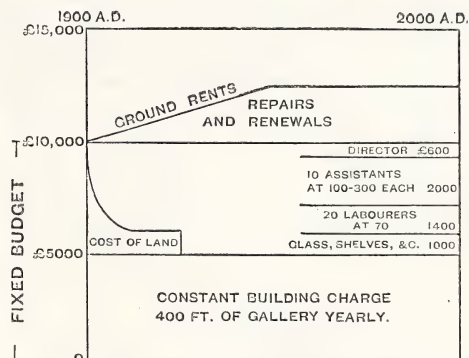 1900 A.D. 2000 A.D.
£15,000
GROUND RENTS
REPAIRS
AND RENEWALS
£10,000
DIRECTOR £600
10 ASSISTANTS
AT 100-300 EACH 2000
20 LABOURERS
AT 70 1400
COST OF LAND
GLASS, SHELVES, &C. 1000
£5000
FIXED BUDGET
CONSTANT BUILDING CHARGE
400 FT. OF GALLERY YEARLY.
0